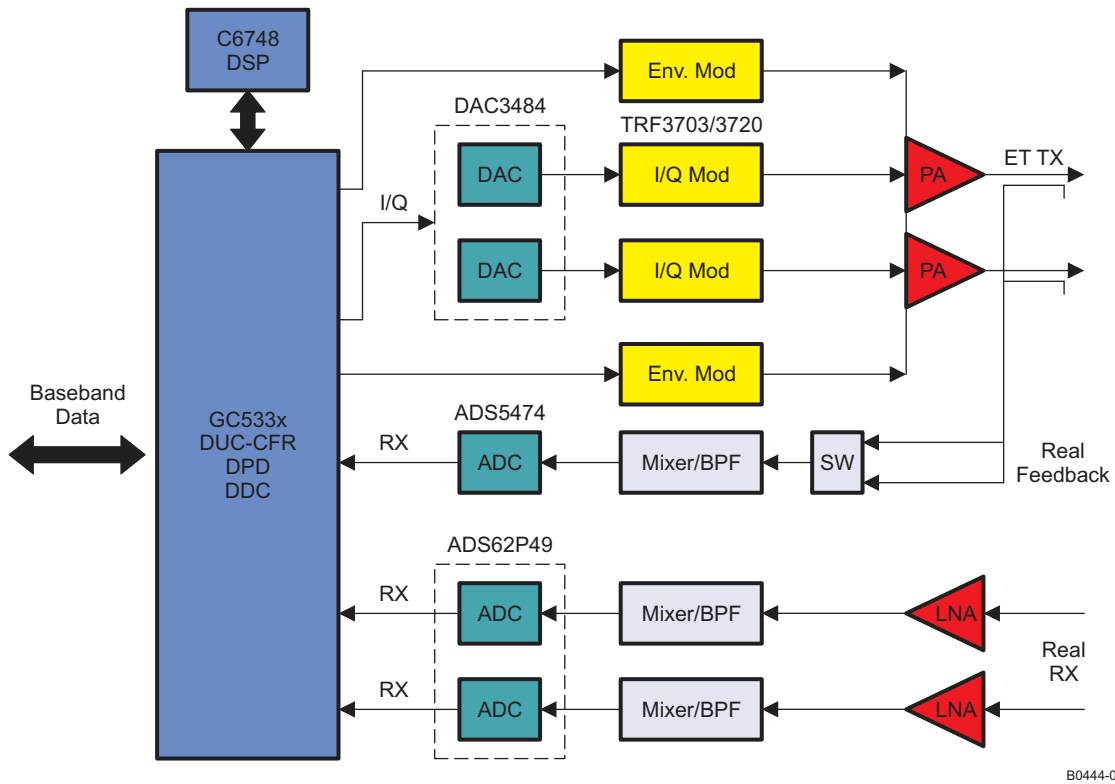 C6748
DSP
Env. Mod
DAC3484
TRF3703/3720
DAC
I/Q Mod
PA
ET TX
I/Q
DAC
I/Q Mod
PA
Env. Mod
Baseband
Data
GC533x
DUC-CFR
DPD
DDC
ADS5474
RX
ADC
Mixer/BPF
SW
Real
Feedback
ADS62P49
RX
ADC
Mixer/BPF
LNA
Real
RX
RX
ADC
Mixer/BPF
LNA